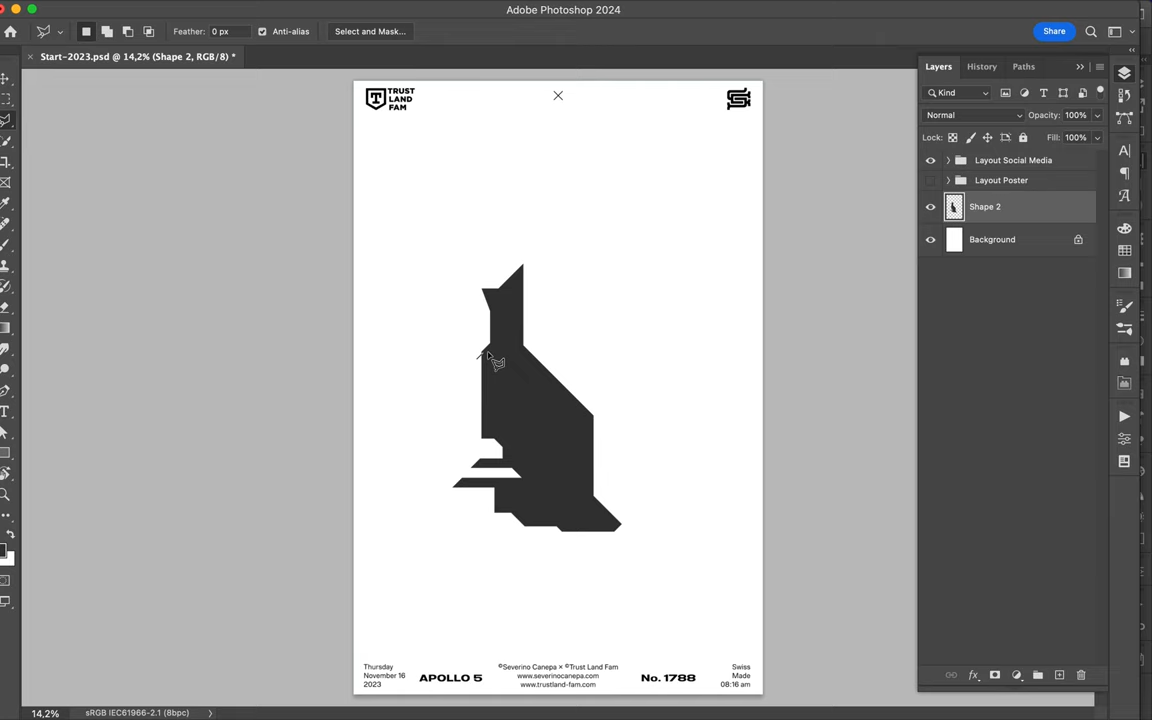 Adobe Photoshop 2024
Feather: 0 px
Anti-alias
Select and Mask...
Share
Start-2023.psd @ 14,2% (Shape 2, RGB/8) *
Layers
History
Paths
Kind
Normal
Opacity: 100%
Lock:
Fill: 100%
Layout Social Media
Layout Poster
Shape 2
Background
TRUST
LAND
FAM
Thursday
November 16
2023
APOLLO 5
©Severino Canepa × ©Trust Land Fam
www.severinocanepa.com
www.trustland-fam.com
No. 1788
Swiss
Made
08:16 am
14,2%
sRGB IEC61966-2.1 (8bpc)